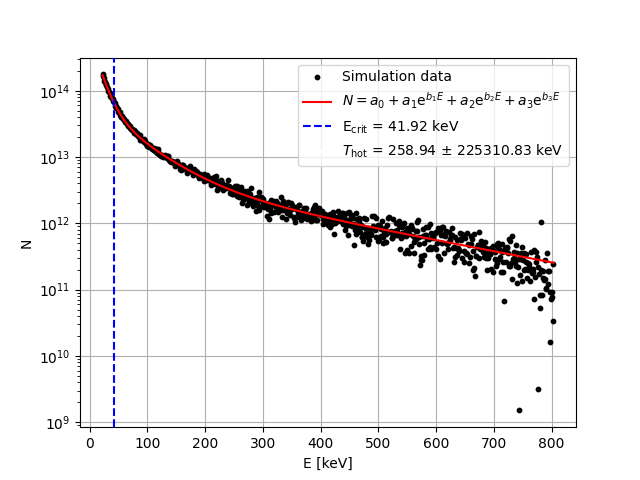 Simulation data
N = a₀ + a₁e^{b₁E} + a₂e^{b₂E} + a₃e^{b₃E}
E_crit = 41.92 keV
T_hot = 258.94 ± 225310.83 keV
10¹⁴
10¹³
10¹²
10¹¹
10¹⁰
10⁹
N
0 100 200 300 400 500 600 700 800
E [keV]